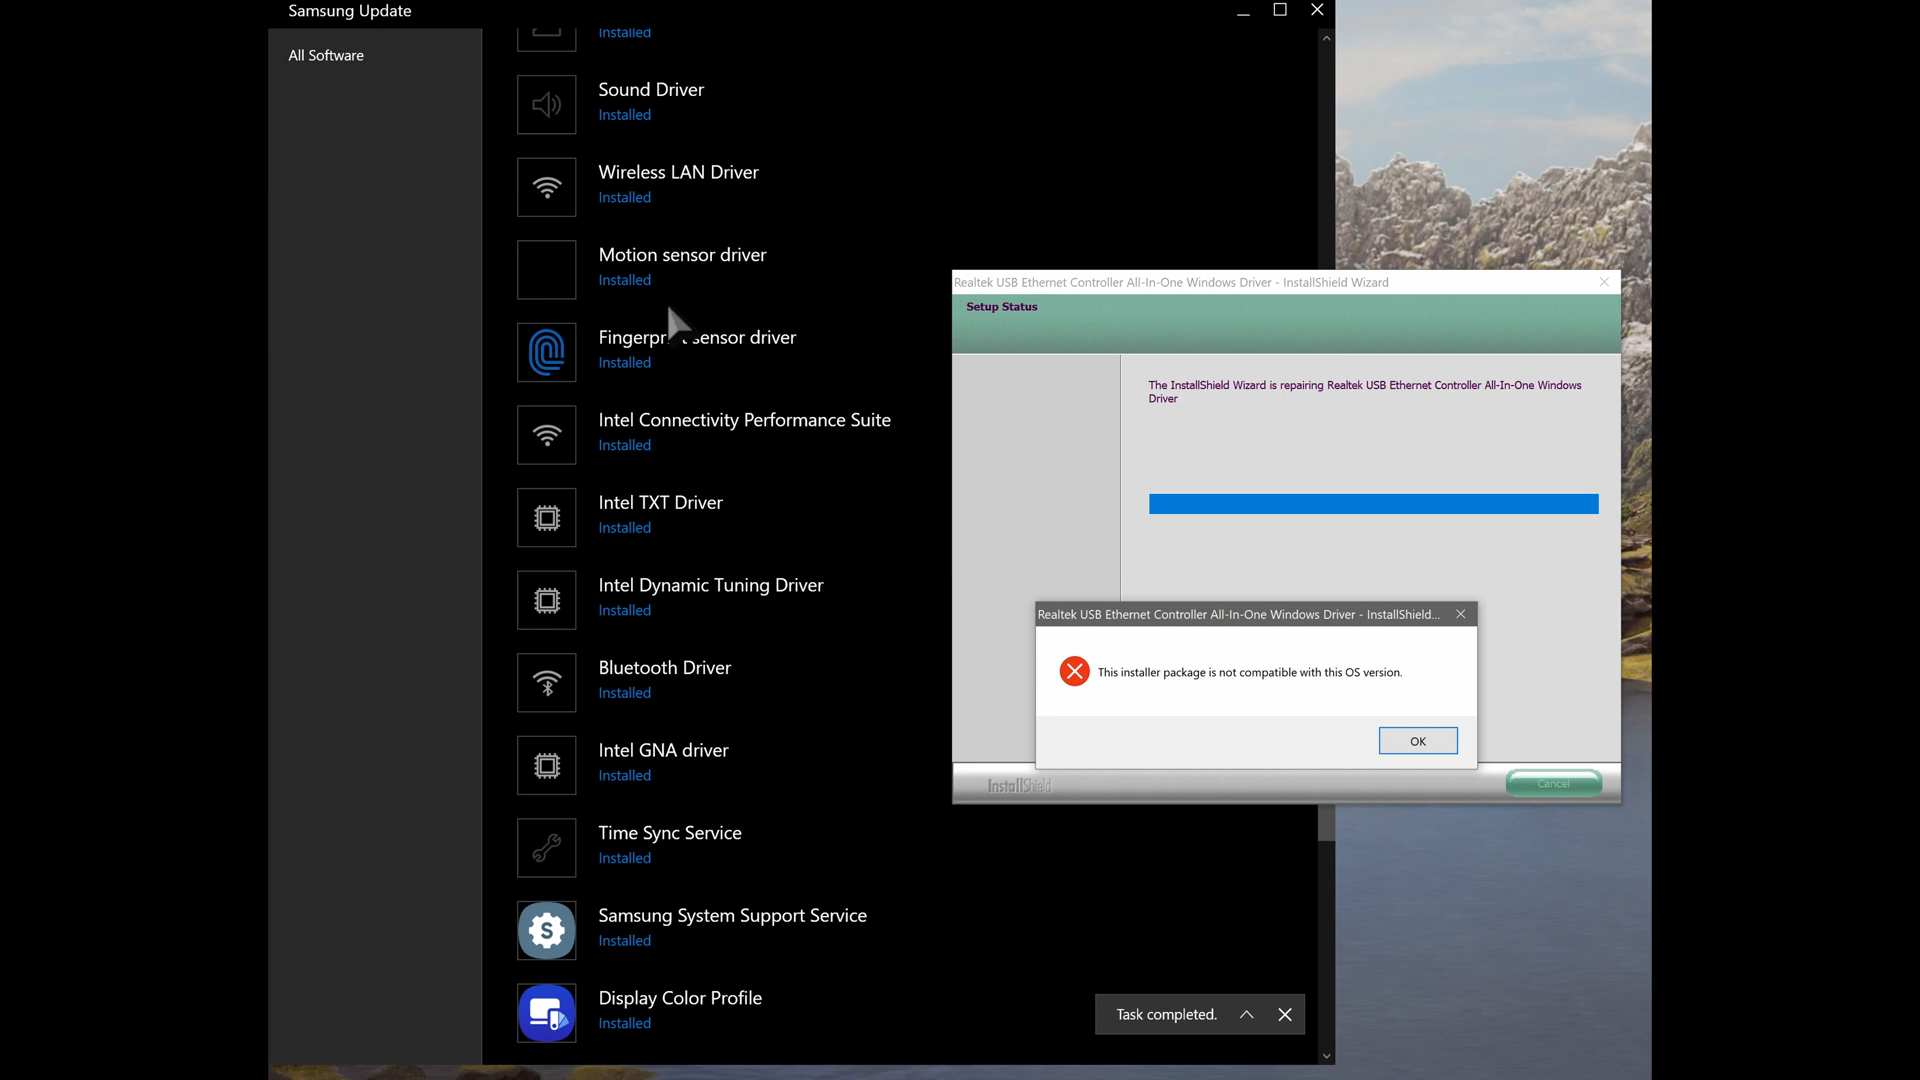 Samsung Update
All Software
Installed
Sound Driver
Installed
Wireless LAN Driver
Installed
Motion sensor driver
Installed
Fingerpr t sensor driver
Installed
Intel Connectivity Performance Suite
Installed
Intel TXT Driver
Installed
Intel Dynamic Tuning Driver
Installed
Bluetooth Driver
Installed
Intel GNA driver
Installed
Time Sync Service
Installed
Samsung System Support Service
Installed
Display Color Profile
Installed
Realtek USB Ethernet Controller All-In-One Windows Driver - InstallShield Wizard
Setup Status
The InstallShield Wizard is repairing Realtek USB Ethernet Controller All-In-One Windows
Driver
Realtek USB Ethernet Controller All-In-One Windows Driver - InstallShield...
This installer package is not compatible with this OS version.
OK
InstallShield
Cancel
Task completed.